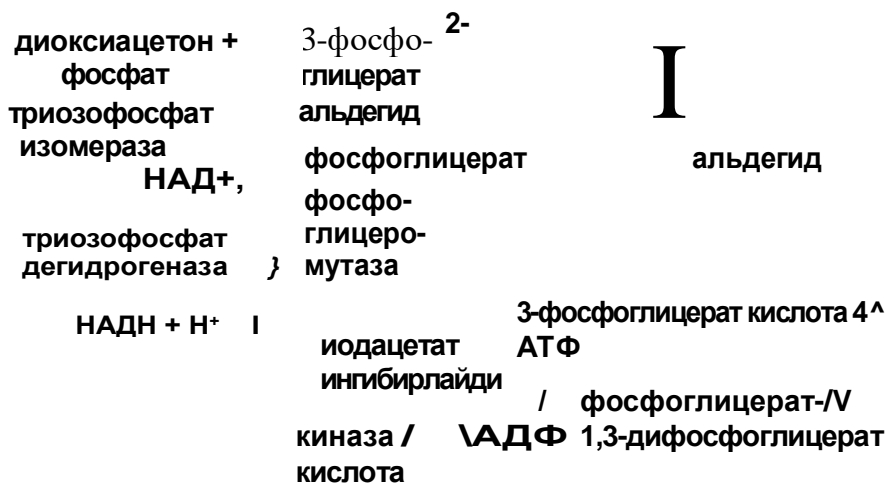 диоксиацетон + 3-фосфо- 2-
фосфат глицерат
триозофосфат альдегид I
изомераза
фосфоглицерат альдегид
НАД+,
фосфо-
триозофосфат глицеро-
дегидрогеназа } мутаза
3-фосфоглицерат кислота 4^
НАДН + Н⁺ I
иодацетат АТФ
ингибирлайди
/ фосфоглицерат-/V
киназа / \АДФ 1,3-дифосфоглицерат
кислота